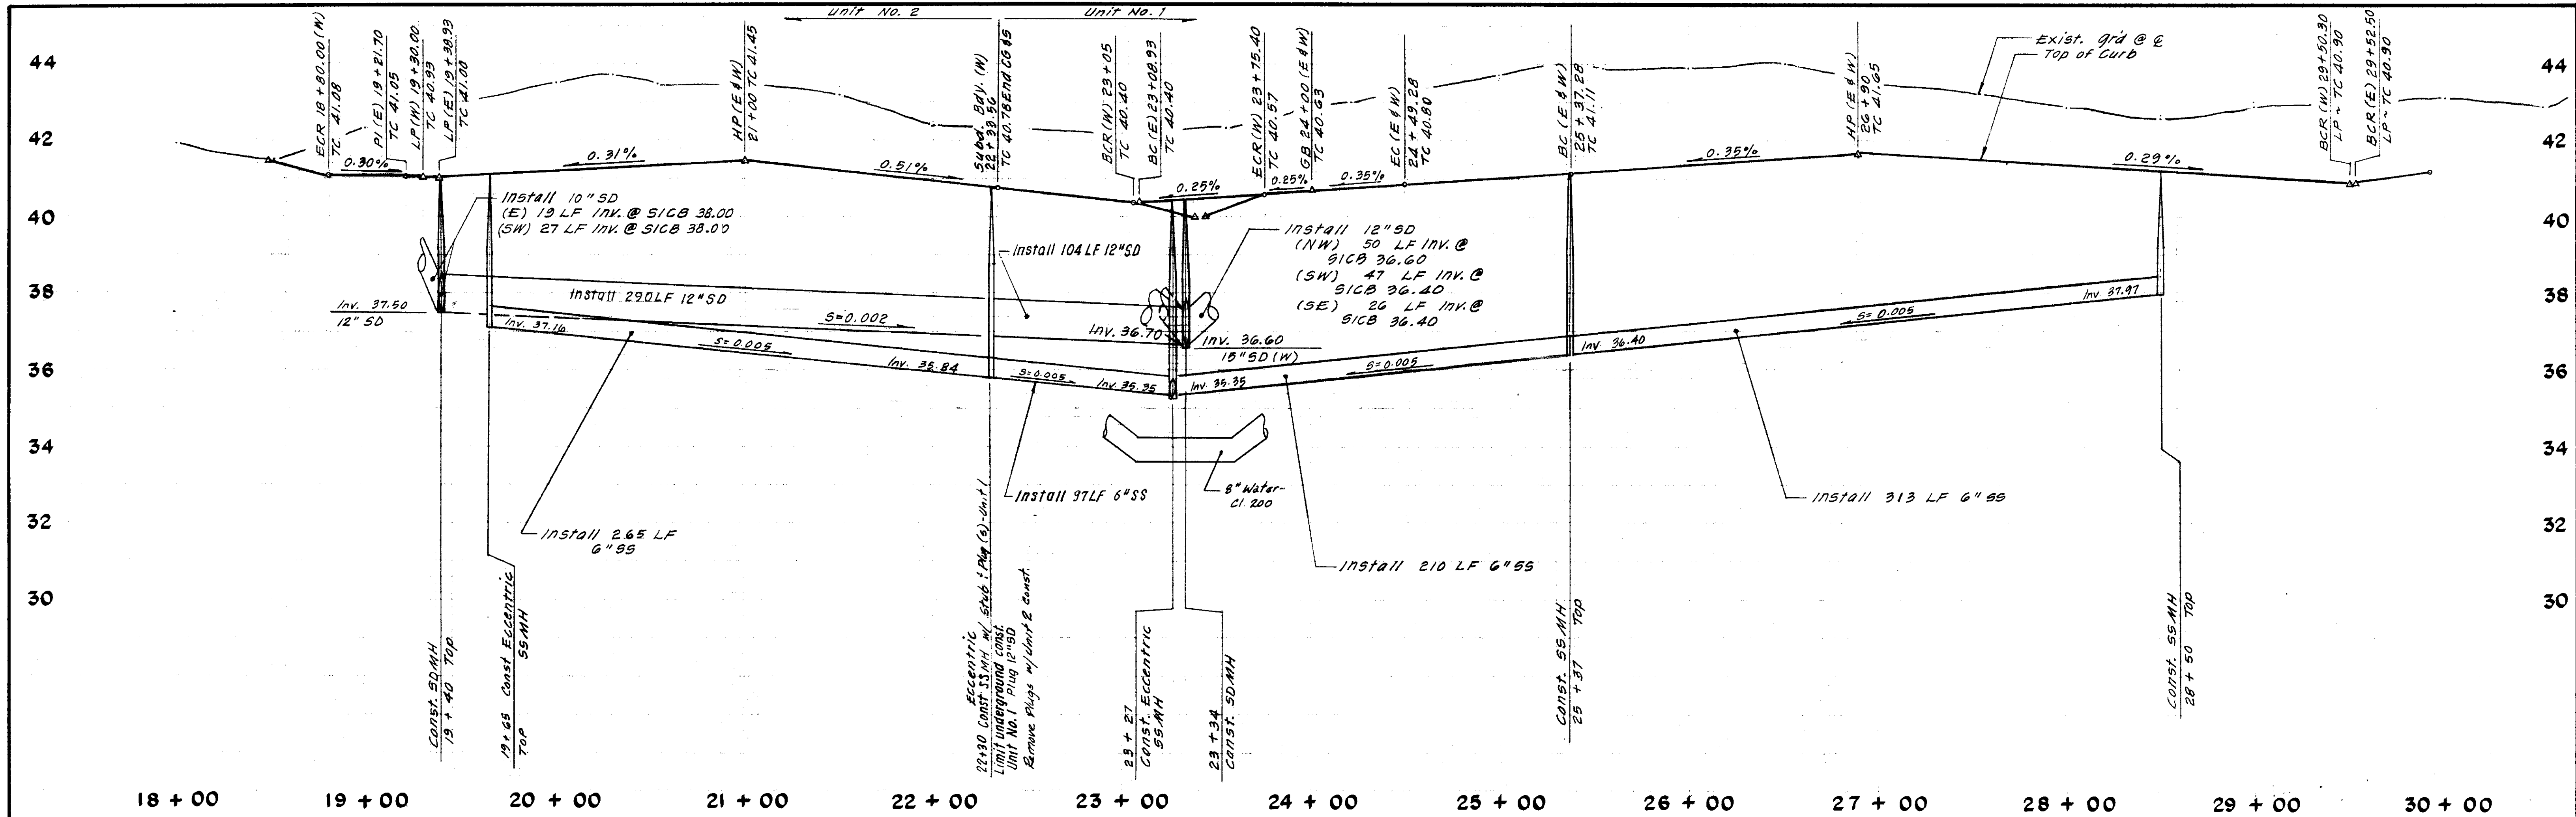 Unit No. 2
Unit No. 1
44
42
40
38
36
34
32
30
ECR 18+80.00 (W)
TC 41.08
PI (E) 19+21.70
TC 41.05
LP (W) 19+30.00
TC 40.93
LP (E) 19+38.93
TC 41.00
HP (E & W)
21+00 TC 41.45
Subd. Bdy. (W)
22+33.56
TC 40.78 End CG & S
BCR (W) 23+05
TC 40.40
BC (E) 23+08.93
TC 40.40
ECR (W) 23+75.40
TC 40.57
GB 24+00 (E & W)
TC 40.63
EC (E & W)
24+49.28
TC 40.80
BC (E & W)
25+37.28
TC 41.11
HP (E & W)
26+90
TC 41.65
Exist. grd @ ℄
Top of Curb
BCR (W) 29+50.30
LP ~ TC 40.90
BCR (E) 29+52.50
LP ~ TC 40.90
44
42
40
38
36
34
32
30
0.30%
0.31%
0.51%
0.25%
0.25%
0.35%
0.35%
0.29%
Install 10" SD
(E) 19 LF Inv. @ SICB 38.00
(SW) 27 LF Inv. @ SICB 38.00
Install 104 LF 12" SD
Install 12" SD
(NW) 50 LF Inv. @
SICB 36.60
(SW) 47 LF Inv. @
SICB 36.40
(SE) 26 LF Inv. @
SICB 36.40
Install 290 LF 12" SD
Inv. 37.50
12" SD
S=0.002
Inv. 36.70
Inv. 36.60
15" SD (W)
Inv. 37.16
S=0.005
Inv. 35.84
S=0.005
Inv. 35.35
Inv. 35.35
S=0.005
Inv. 36.40
S=0.005
Inv 37.97
Install 265 LF
6" SS
Install 97 LF 6" SS
8" Water-
Cl. 200
Install 210 LF 6" SS
Install 313 LF 6" SS
Const. SDMH
19+40 Top
19+65 Const Eccentric
TOP SSMH
Eccentric
22+30 Const SSMH w/ Stub & Plug (6)-Unit 1
Limit underground const.
Unit No. 1 Plug 12" SD
Remove Plugs w/ Unit 2 const.
23+27
Const. Eccentric
SSMH
23+34
Const. SDMH
Const. SSMH
25+37 Top
Const. SSMH
28+50 Top
18+00 19+00 20+00 21+00 22+00 23+00 24+00 25+00 26+00 27+00 28+00 29+00 30+00